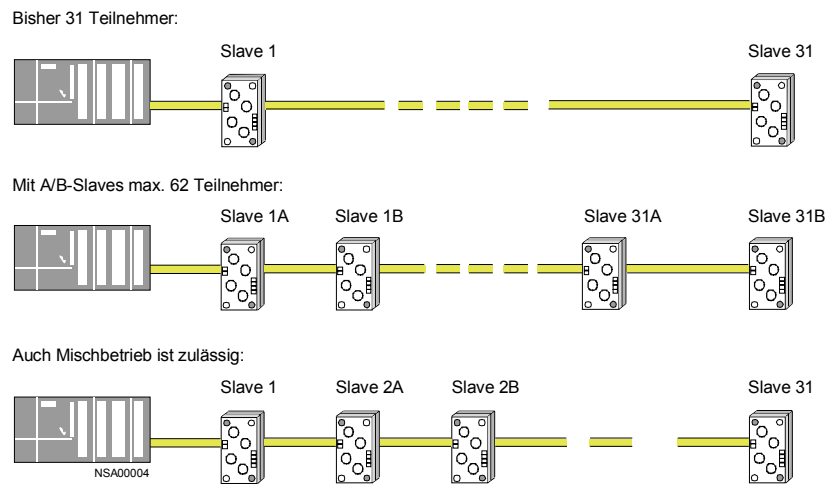 Bisher 31 Teilnehmer:
Slave 1
Slave 31
Mit A/B-Slaves max. 62 Teilnehmer:
Slave 1A
Slave 1B
Slave 31A
Slave 31B
Auch Mischbetrieb ist zulässig:
Slave 1
Slave 2A
Slave 2B
Slave 31
NSA00004